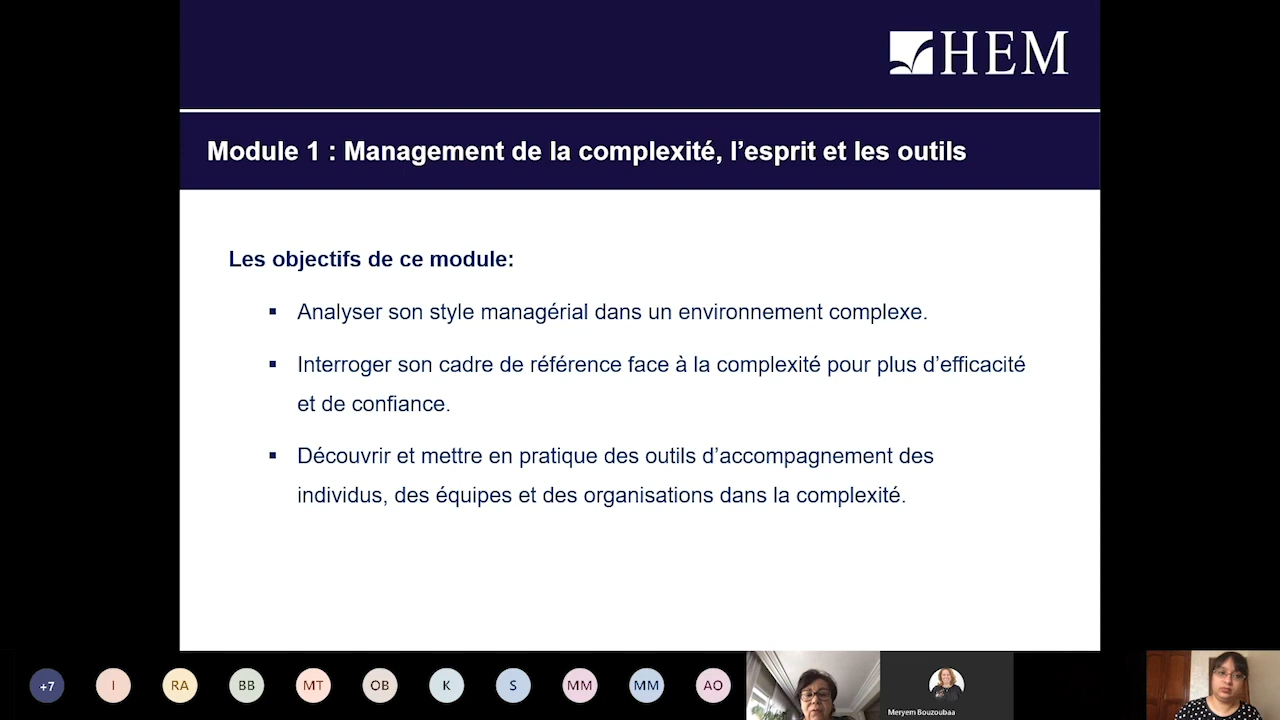 HEM
Module 1 : Management de la complexité, l’esprit et les outils
Les objectifs de ce module:
▪ Analyser son style managérial dans un environnement complexe.
▪ Interroger son cadre de référence face à la complexité pour plus d’efficacité
et de confiance.
▪ Découvrir et mettre en pratique des outils d’accompagnement des
individus, des équipes et des organisations dans la complexité.
+7 I RA BB MT OB K S MM MM AO
Meryem Bouzoubaa